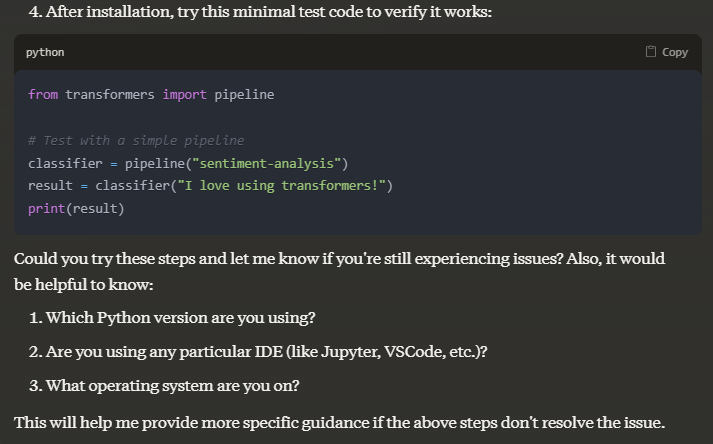 4. After installation, try this minimal test code to verify it works:
python
Copy
from transformers import pipeline
# Test with a simple pipeline
classifier = pipeline("sentiment-analysis")
result = classifier("I love using transformers!")
print(result)
Could you try these steps and let me know if you're still experiencing issues? Also, it would
be helpful to know:
1. Which Python version are you using?
2. Are you using any particular IDE (like Jupyter, VSCode, etc.)?
3. What operating system are you on?
This will help me provide more specific guidance if the above steps don't resolve the issue.